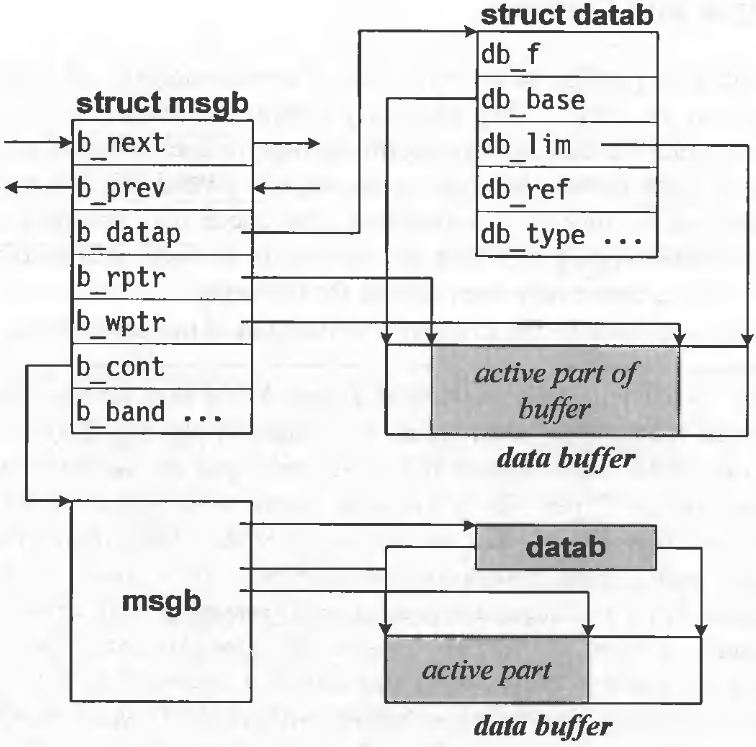 struct msgb
b_next
b_prev
b_datap
b_rptr
b_wptr
b_cont
b_band ...
struct datab
db_f
db_base
db_lim
db_ref
db_type ...
active part of
buffer
data buffer
msgb
datab
active part
data buffer